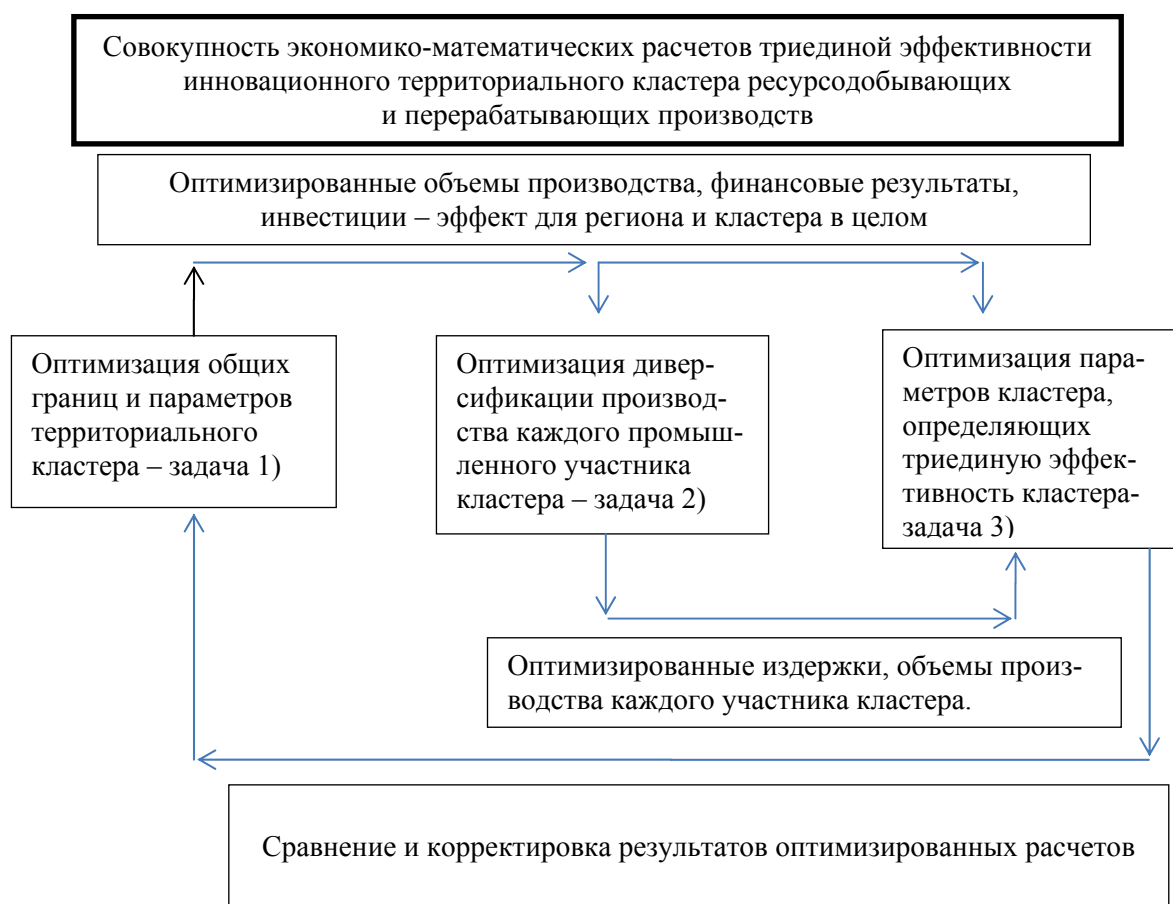 Совокупность экономико-математических расчетов триединой эффективности
инновационного территориального кластера ресурсодобывающих
и перерабатывающих производств
Оптимизированные объемы производства, финансовые результаты,
инвестиции – эффект для региона и кластера в целом
Оптимизация общих
границ и параметров
территориального
кластера – задача 1)
Оптимизация дивер-
сификации производ-
ства каждого промыш-
ленного участника
кластера – задача 2)
Оптимизация пара-
метров кластера,
определяющих
триединую эффек-
тивность кластера-
задача 3)
Оптимизированные издержки, объемы произ-
водства каждого участника кластера.
Сравнение и корректировка результатов оптимизированных расчетов